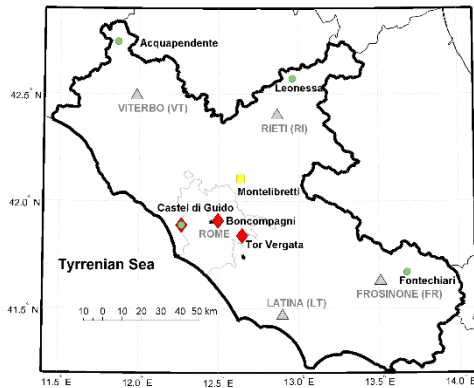 Acquapendente
Leonessa
42.5° N
VITERBO (VT)
RIETI (RI)
Montelibretti
42.0° N
Castel di Guido
Boncompagni
ROME
Tor Vergata
Tyrrenian Sea
Fontechiari
FROSINONE (FR)
41.5° N
10 0 10 20 30 40 50 km
LATINA (LT)
11.5° E 12.0° E 12.5° E 13.0° E 13.5° E 14.0° E